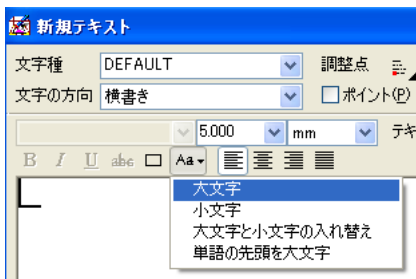 新規テキスト
文字種 DEFAULT 調整点
文字の方向 横書き ポイント(P)
5.000 mm テキ
B I U abc Aa
大文字
小文字
大文字と小文字の入れ替え
単語の先頭を大文字